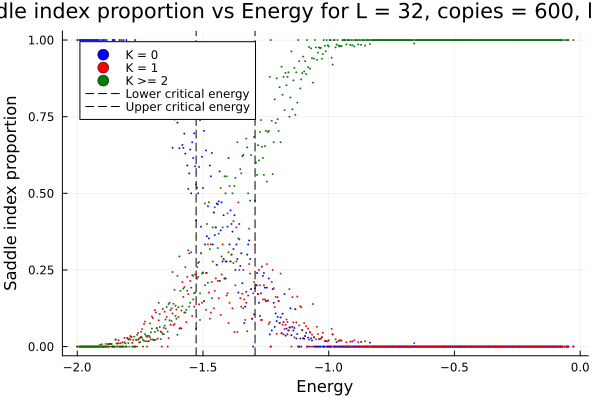 dle index proportion vs Energy for L = 32, copies = 600,
1.00
0.75
0.50
0.25
0.00
Saddle index proportion
K = 0
K = 1
K >= 2
Lower critical energy
Upper critical energy
−2.0 −1.5 −1.0 −0.5 0.0
Energy